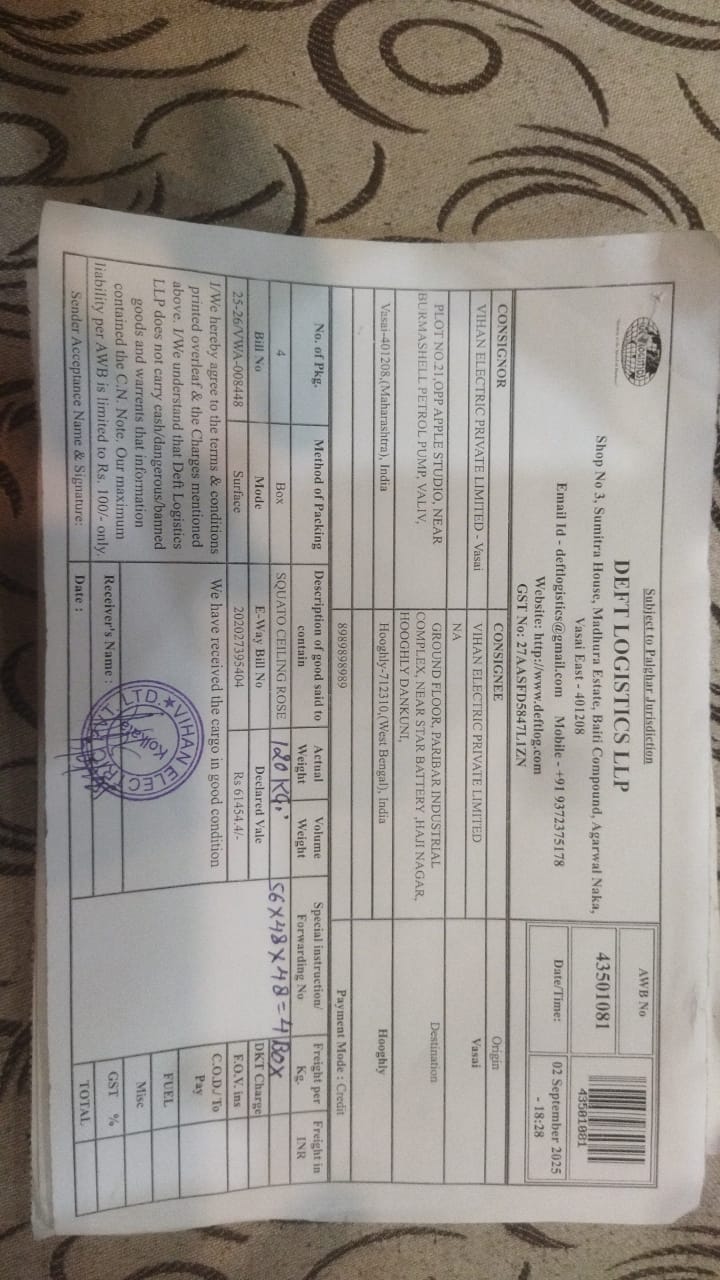 Subject to Palghar Jurisdiction
DEFT LOGISTICS LLP
Shop No 3, Sumitra House, Madhura Estate, Baiti Compound, Agarwal Naka,
Vasai East - 401208
Email Id - deftlogistics@gmail.com Mobile - +91 9372375178
Website: http://www.deftlog.com
GST No: 27AASFD5847L1ZN
AWB No
43501081
43501081
Date/Time:
02 September 2025
- 18:28
CONSIGNOR
CONSIGNEE
Origin
VIHAN ELECTRIC PRIVATE LIMITED - Vasai
VIHAN ELECTRIC PRIVATE LIMITED
Vasai
NA
PLOT NO.21,OPP APPLE STUDIO, NEAR
BURMASHELL PETROL PUMP, VALIV,
GROUND FLOOR, PARIBAR INDUSTRIAL
COMPLEX, NEAR STAR BATTERY ,HAJI NAGAR,
HOOGHLY DANKUNI,
Destination
Vasai-401208,(Maharashtra), India
Hooghly-712310,(West Bengal), India
Hooghly
8989898989
Payment Mode : Credit
No. of Pkg.
Method of Packing
Description of good said to
contain
Actual
Weight
Volume
Weight
Special instruction/
Forwarding No
Freight per
Kg.
Freight in
INR
4
Box
SQUATO CEILING ROSE
120 KG.
56X48X48=4 BOX
Bill No
Mode
E-Way Bill No
Declared Vale
DKT Charge
25-26/VWA-008448
Surface
202027395404
Rs 61454.4/-
F.O.V. ins
I/We hereby agree to the terms & conditions
printed overleaf & the Charges mentioned
above. I/We understand that Deft Logistics
LLP does not carry cash/dangerous/banned
goods and warrents that information
contained the C.N. Note. Our maximum
liability per AWB is limited to Rs. 100/- only.
Sender Acceptance Name & Signature:
We have received the cargo in good condition
Receiver's Name :
Date :
VIHAN ELECTRIC PVT. LTD.
Kolkata
C.O.D./ To
Pay
FUEL
Misc
GST %
TOTAL